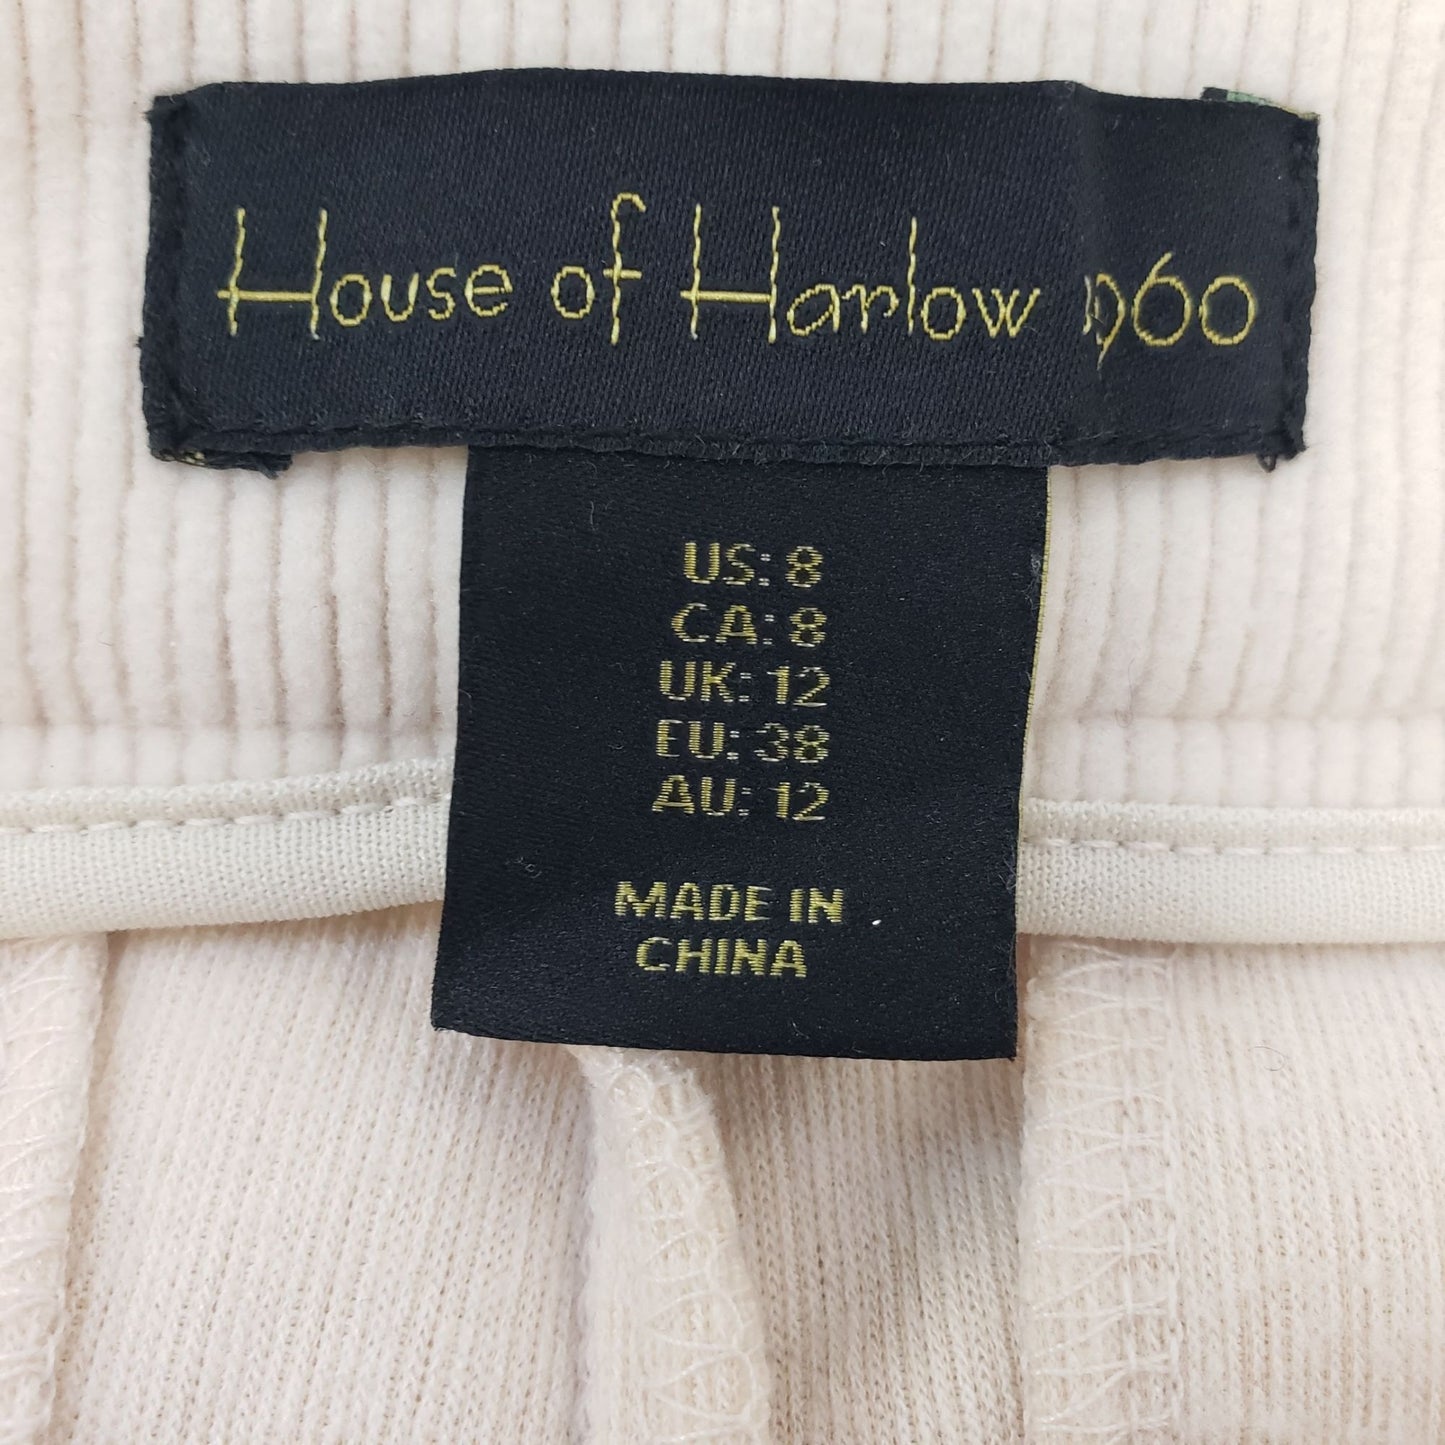 House of Harlow 1960
US: 8
CA: 8
UK: 12
EU: 38
AU: 12
MADE IN
CHINA